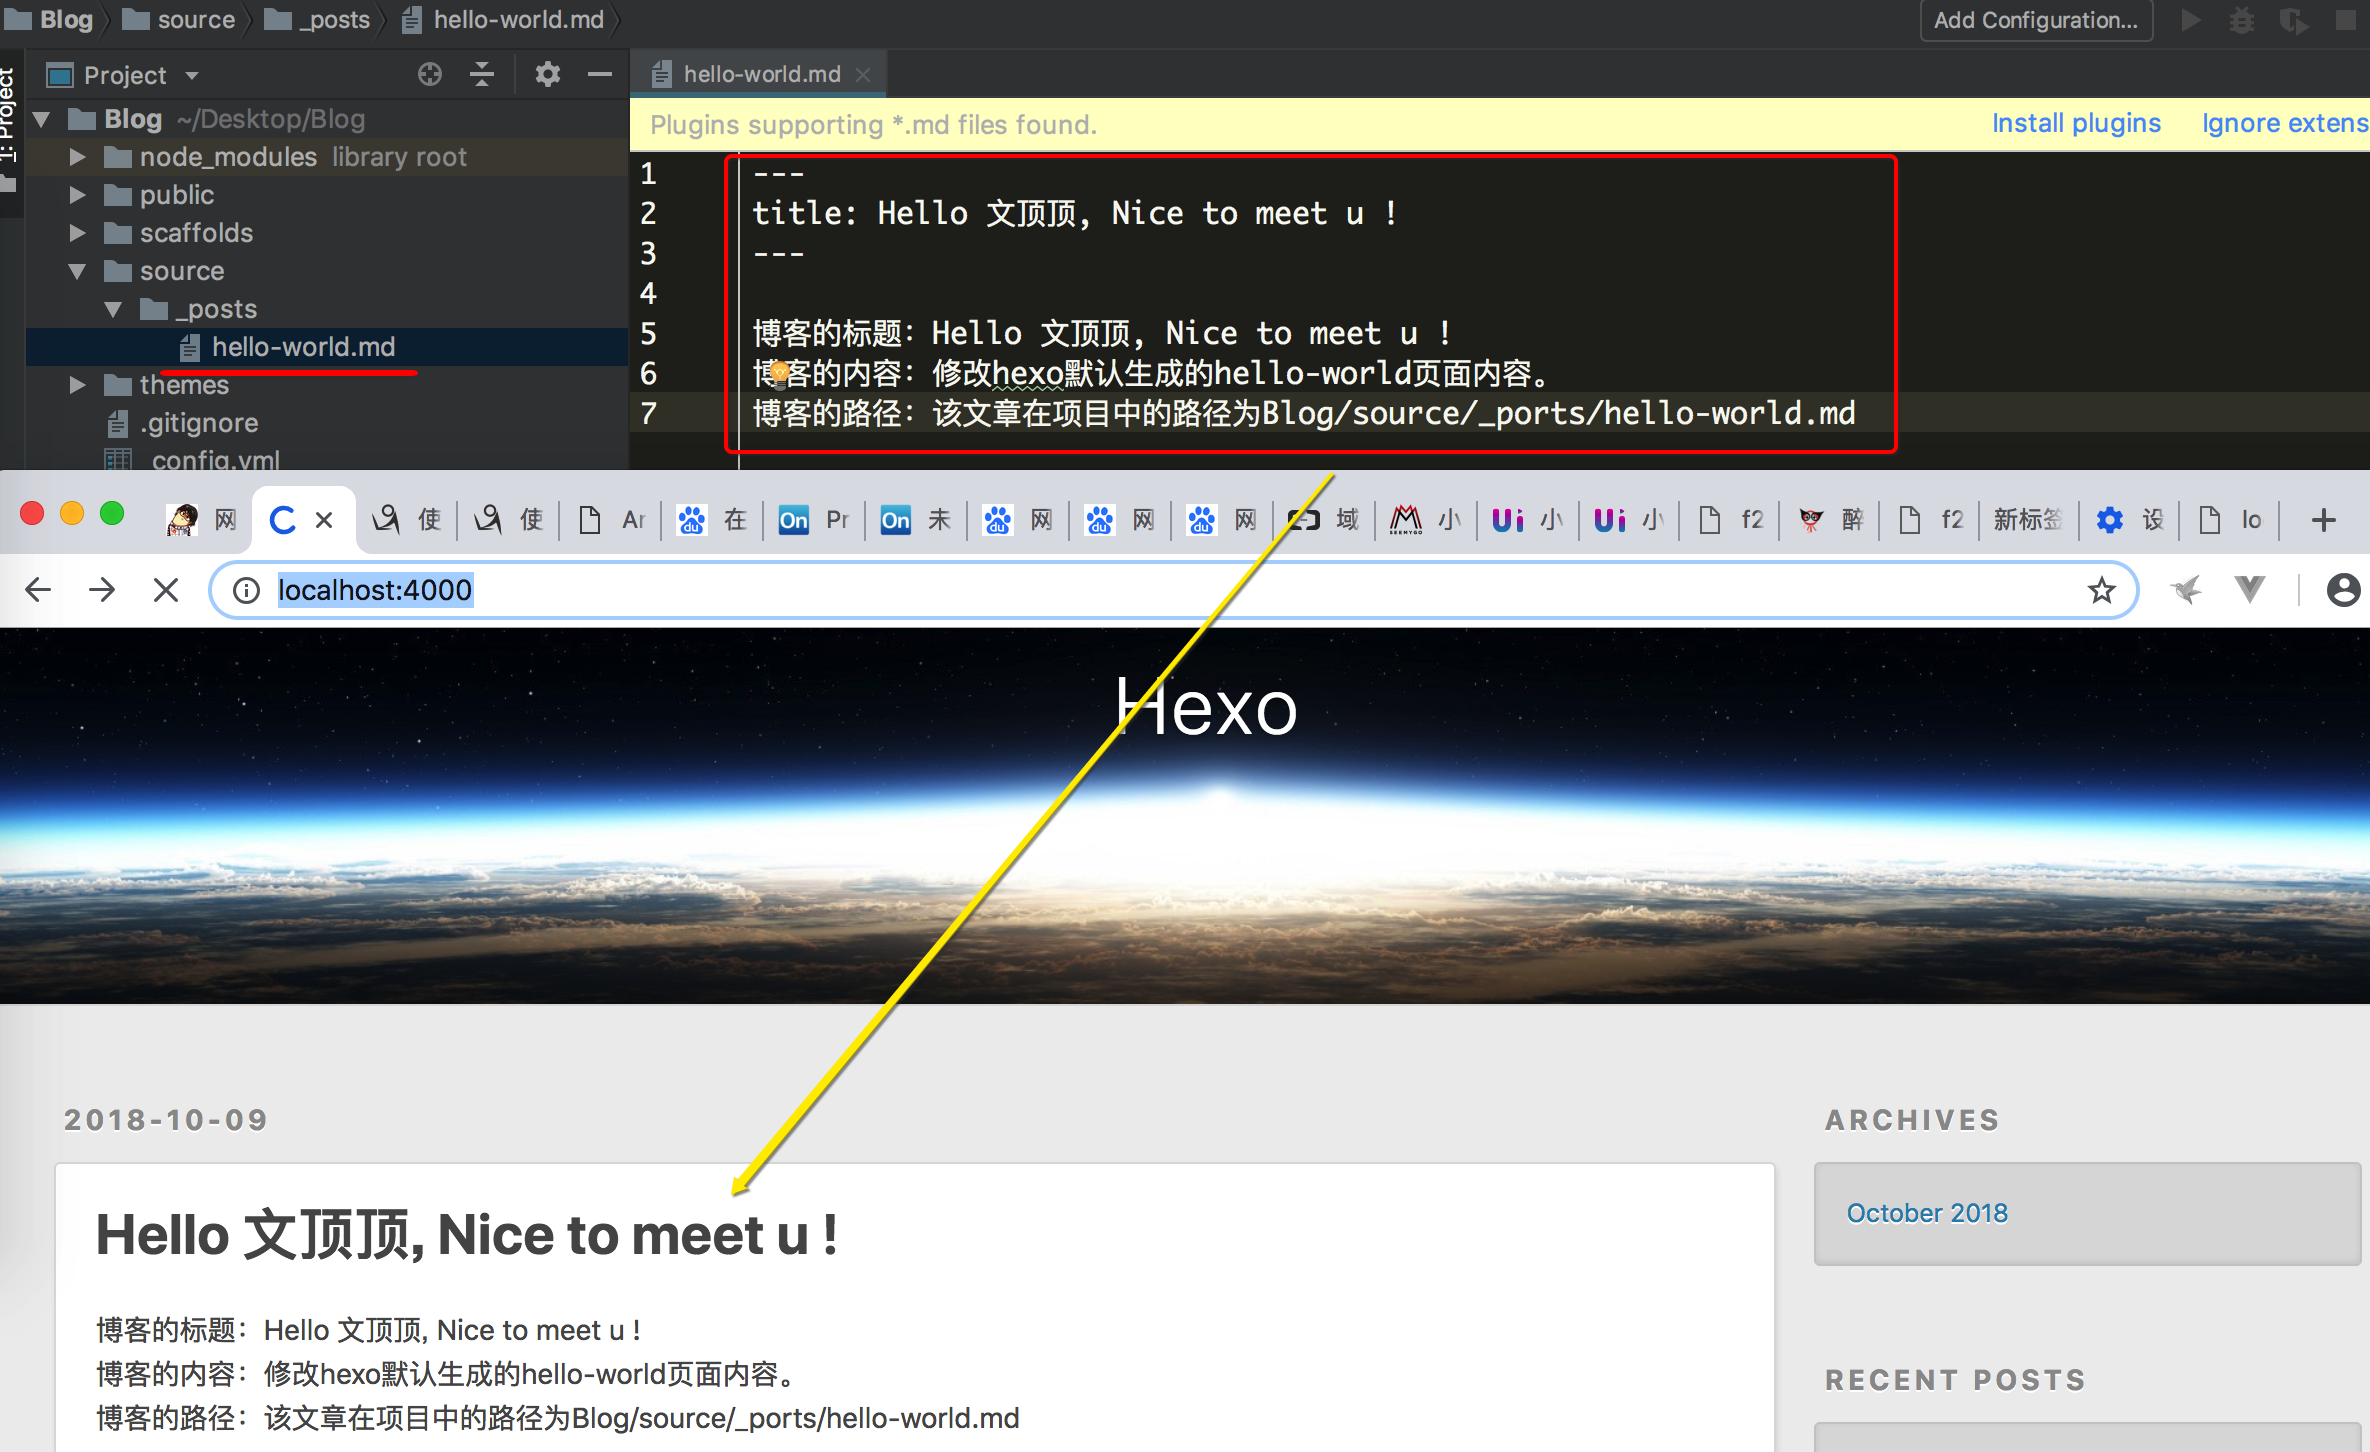 Blog source _posts hello-world.md Add Configuration...
1: Project
Project hello-world.md
Blog ~/Desktop/Blog
Plugins supporting *.md files found. Install plugins Ignore extens
node_modules library root
public
scaffolds
source
_posts
hello-world.md
themes
.gitignore
_config.yml
1 ---
2 title: Hello 文顶顶, Nice to meet u !
3 ---
4
5 博客的标题：Hello 文顶顶, Nice to meet u !
6 博客的内容：修改hexo默认生成的hello-world页面内容。
7 博客的路径：该文章在项目中的路径为Blog/source/_ports/hello-world.md
网 使 使 Ar du 在 On Pr On 未 du 网 du 网 du 网 域 SEEMYGO 小 Ui 小 Ui 小 f2 醉 f2 新标签 设 lo
localhost:4000
Hexo
2018-10-09
Hello 文顶顶, Nice to meet u !
博客的标题：Hello 文顶顶, Nice to meet u !
博客的内容：修改hexo默认生成的hello-world页面内容。
博客的路径：该文章在项目中的路径为Blog/source/_ports/hello-world.md
ARCHIVES
October 2018
RECENT POSTS